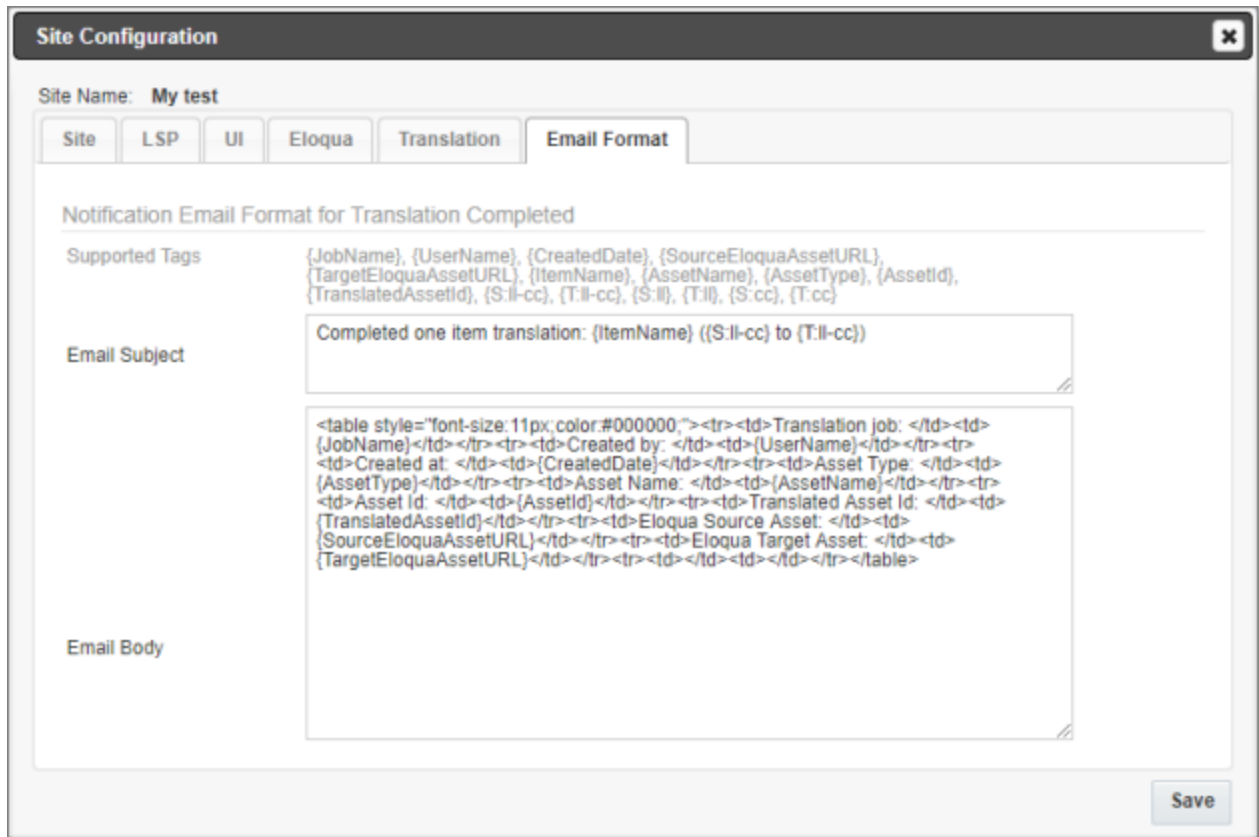 Site Configuration
Site Name: My test
Site LSP UI Eloqua Translation Email Format
Notification Email Format for Translation Completed
Supported Tags
{JobName}, {UserName}, {CreatedDate}, {SourceEloquaAssetURL},
{TargetEloquaAssetURL}, {ItemName}, {AssetName}, {AssetType}, {AssetId},
{TranslatedAssetId}, {S:ll-cc}, {T:ll-cc}, {S:ll}, {T:ll}, {S:cc}, {T:cc}
Email Subject
Completed one item translation: {ItemName} ({S:ll-cc} to {T:ll-cc})
Email Body
<table style="font-size:11px;color:#000000;"><tr><td>Translation job: </td><td>
{JobName}</td></tr><tr><td>Created by: </td><td>{UserName}</td></tr><tr>
<td>Created at: </td><td>{CreatedDate}</td></tr><tr><td>Asset Type: </td><td>
{AssetType}</td></tr><tr><td>Asset Name: </td><td>{AssetName}</td></tr><tr>
<td>Asset Id: </td><td>{AssetId}</td></tr><tr><td>Translated Asset Id: </td><td>
{TranslatedAssetId}</td></tr><tr><td>Eloqua Source Asset: </td><td>
{SourceEloquaAssetURL}</td></tr><tr><td>Eloqua Target Asset: </td><td>
{TargetEloquaAssetURL}</td></tr><tr><td></td><td></td></tr></table>
Save